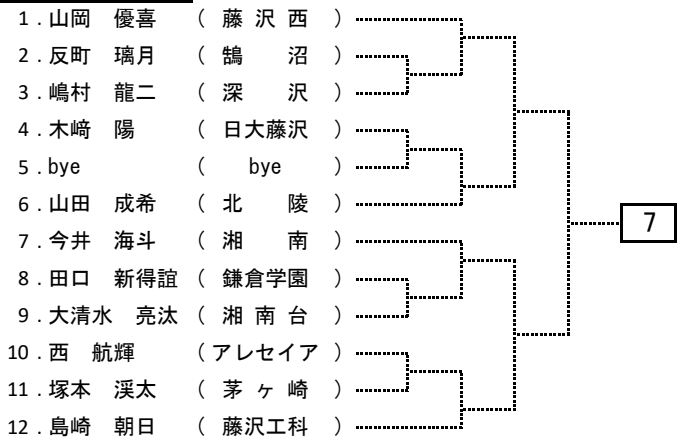 1．山岡　優喜　（ 藤 沢 西 ）
2．反町　璃月　（ 鵠　　沼 ）
3．嶋村　龍二　（ 深　　沢 ）
4．木﨑　陽　（ 日大藤沢 ）
5．bye　（ bye ）
6．山田　成希　（ 北　　陵 ）
7．今井　海斗　（ 湘　　南 ）
7
8．田口　新得誼（ 鎌倉学園 ）
9．大清水　亮汰（ 湘 南 台 ）
10．西　航輝　（ アレセイア ）
11．塚本　渓太　（ 茅 ヶ 崎 ）
12．島崎　朝日　（ 藤沢工科 ）